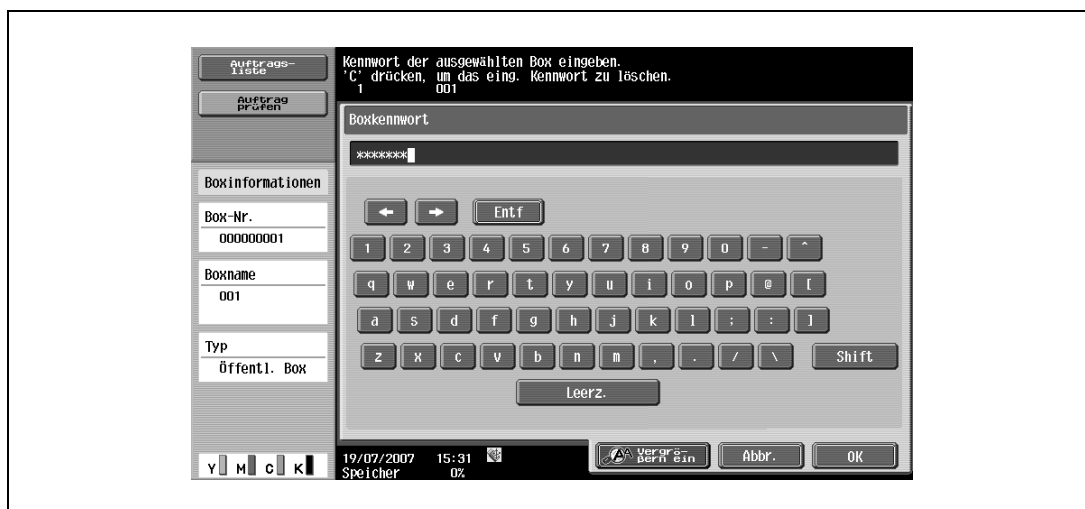 Auftrags-
liste
Auftrag
prüfen
Kennwort der ausgewählten Box eingeben.
'C' drücken, um das eing. Kennwort zu löschen.
1 001
Boxkennwort
*******
Boxinformationen
Box-Nr.
000000001
Boxname
001
Typ
Öffentl. Box
← → Entf
1 2 3 4 5 6 7 8 9 0 - ^
q w e r t y u i o p @ [
a s d f g h j k l ; : ]
z x c v b n m , . / \ Shift
Leerz.
Y M C K
19/07/2007 15:31
Speicher 0%
Vergrö-
ßern ein
Abbr.
OK